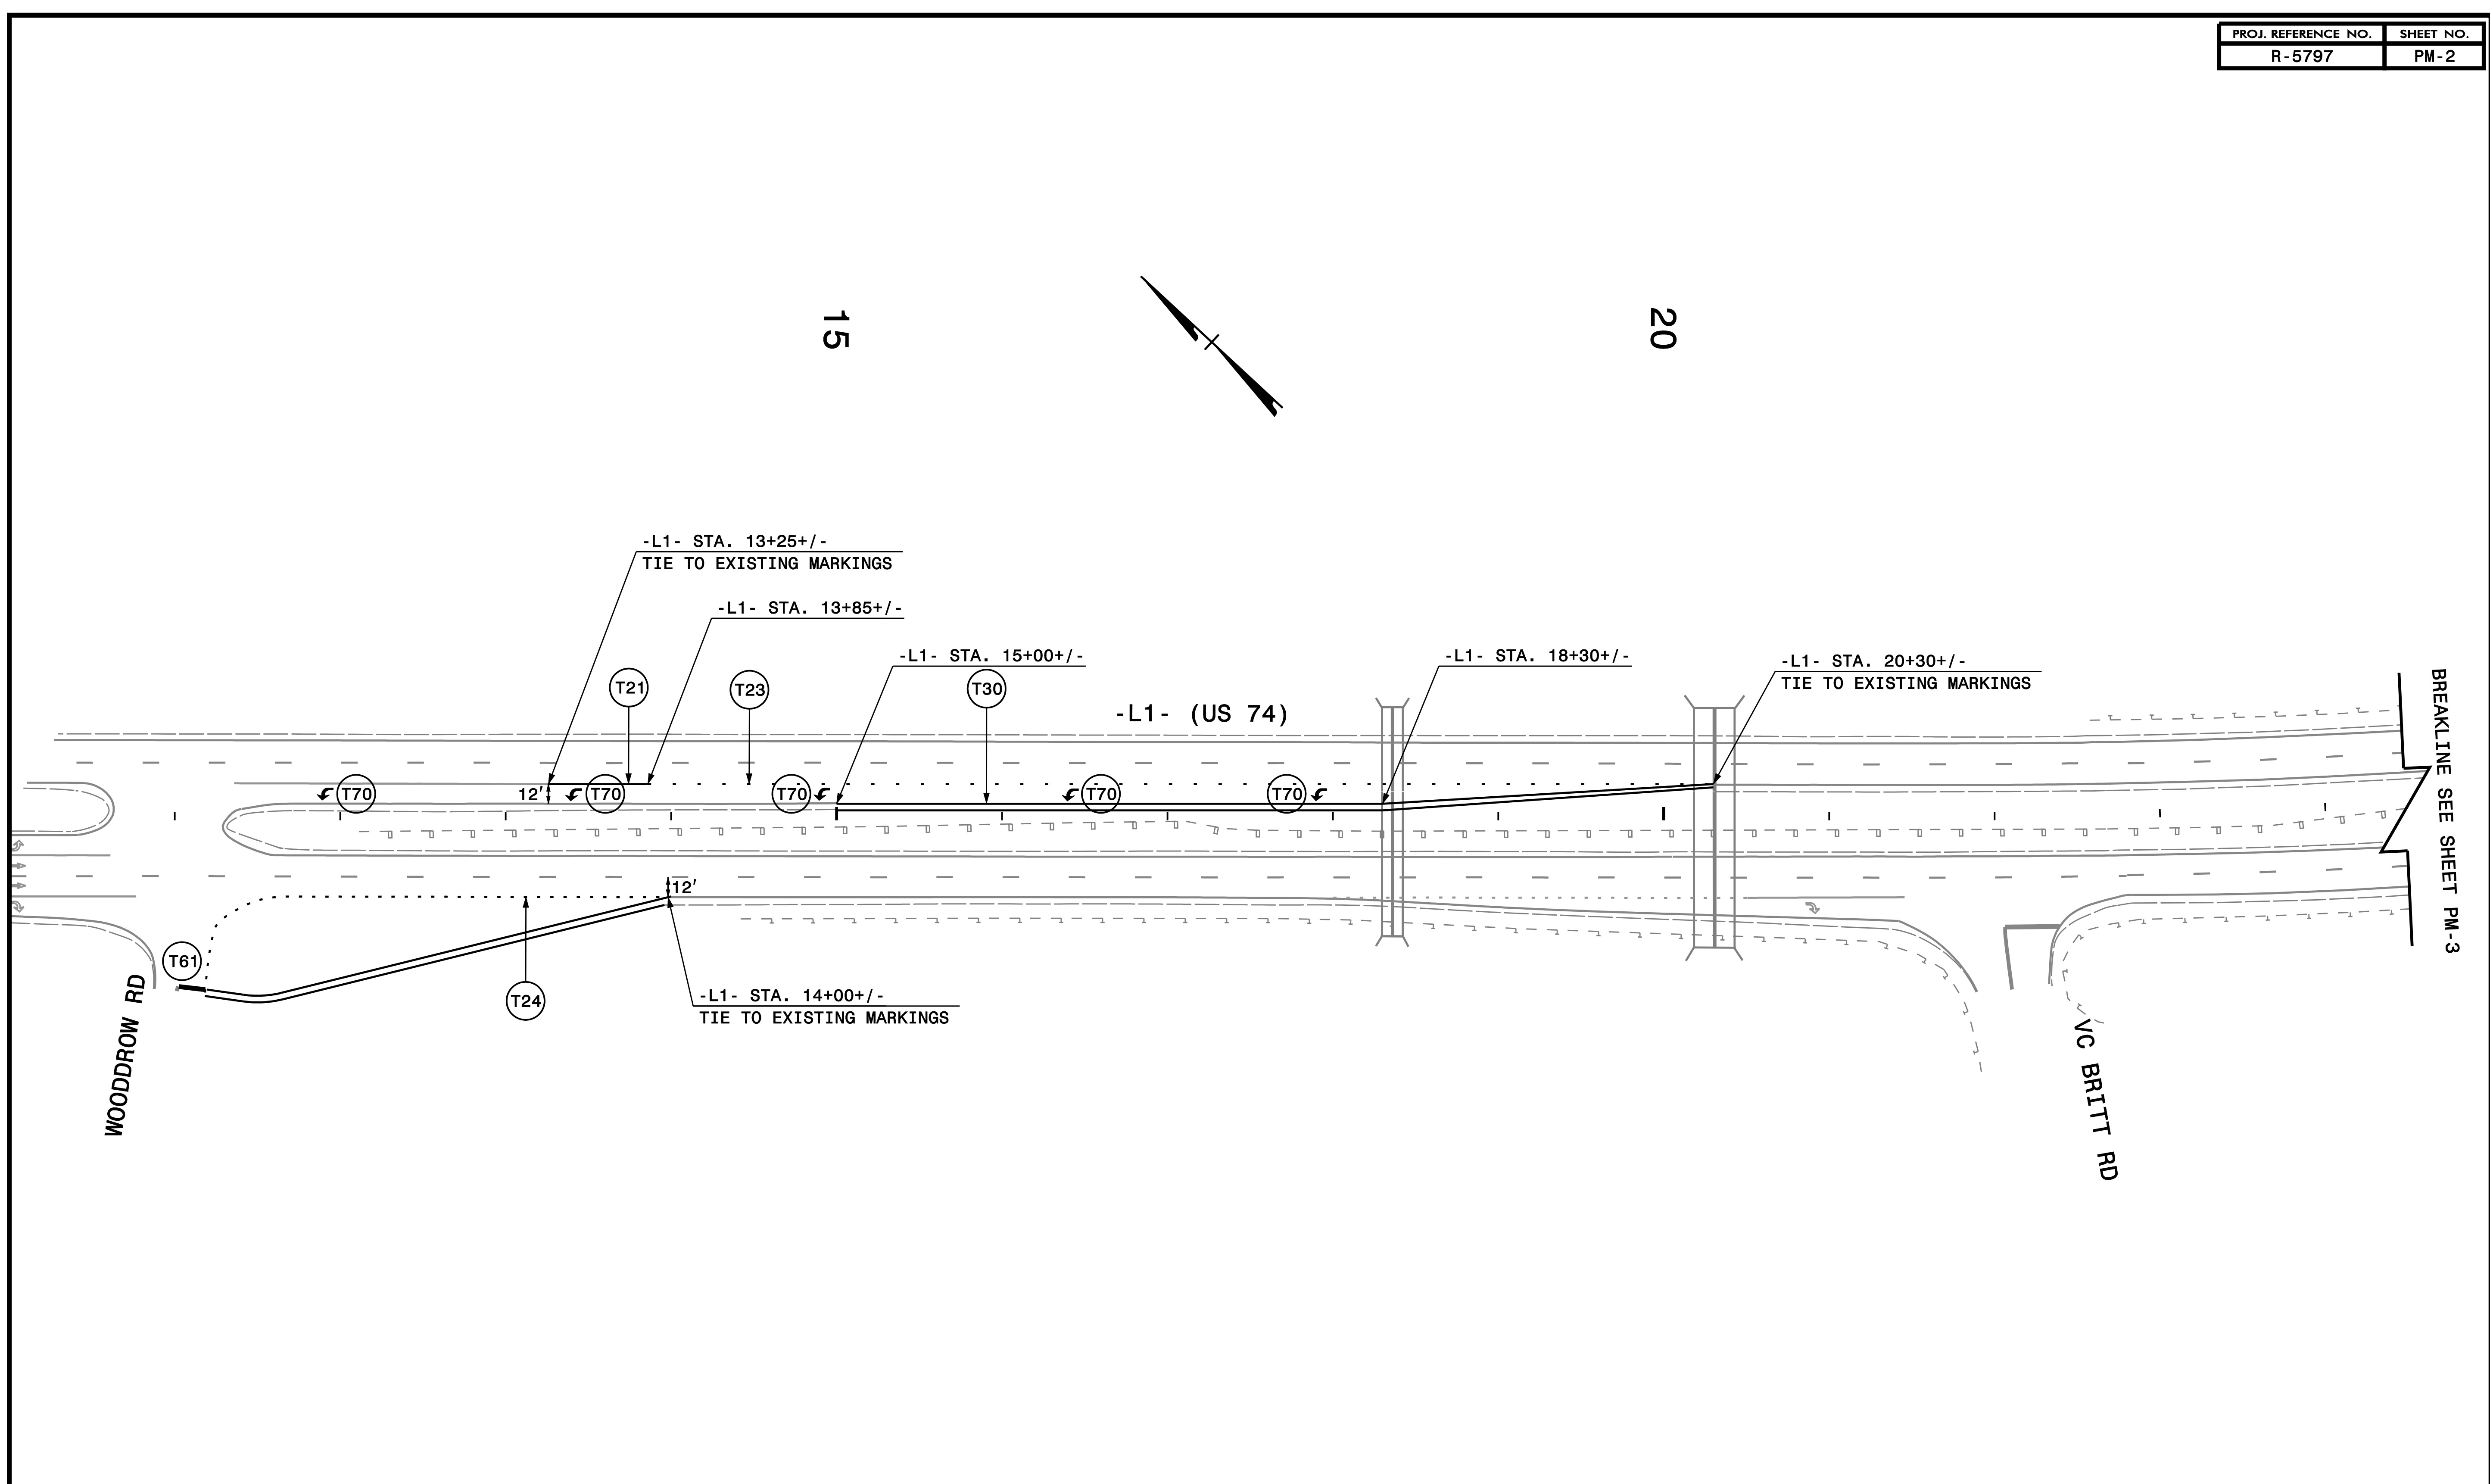 PROJ. REFERENCE NO. SHEET NO.
R-5797 PM-2
15
20
-L1- STA. 13+25+/-
TIE TO EXISTING MARKINGS
-L1- STA. 13+85+/-
-L1- STA. 15+00+/-
-L1- STA. 18+30+/-
-L1- STA. 20+30+/-
TIE TO EXISTING MARKINGS
T21
T23
T30
-L1- (US 74)
T70
12'
T70
T70
T70
T70
BREAKLINE SEE SHEET PM-3
12'
T61
T24
-L1- STA. 14+00+/-
TIE TO EXISTING MARKINGS
WOODDROW RD
VC BRITT RD